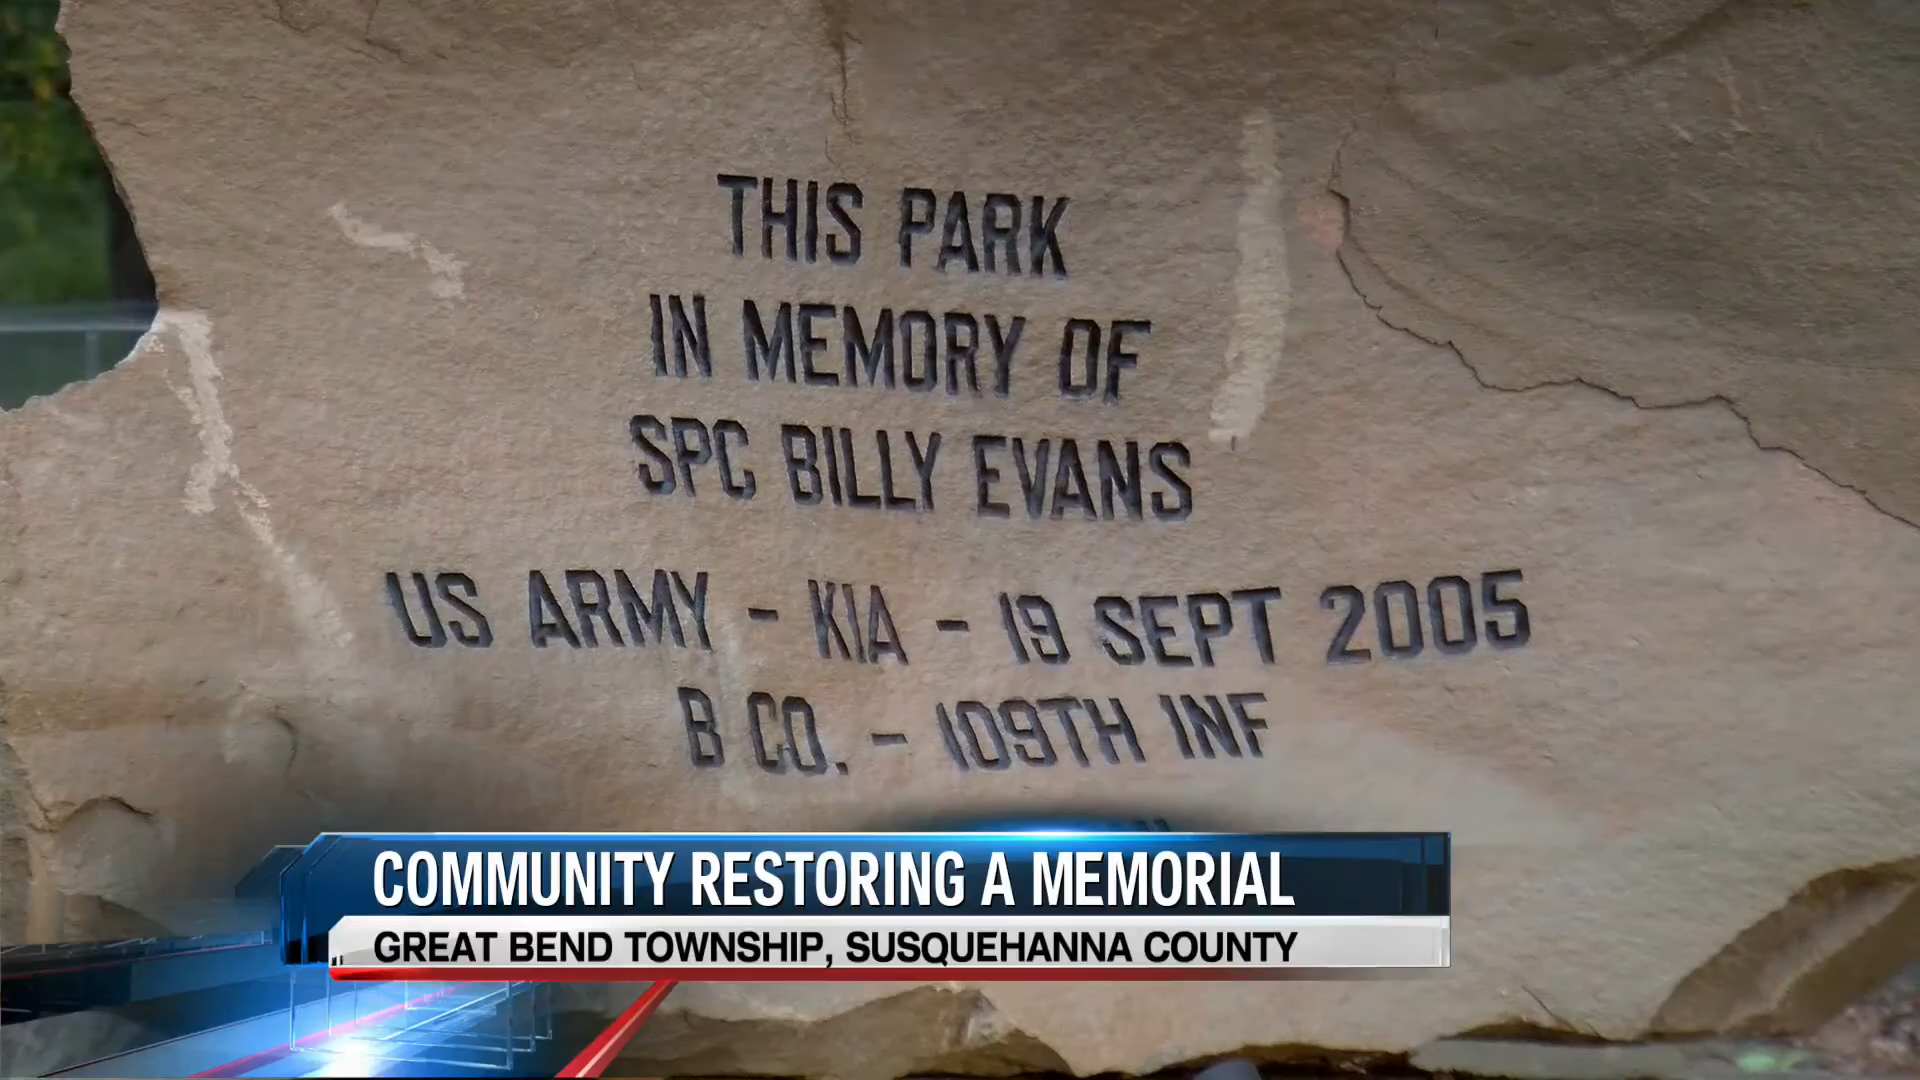 THIS PARK
IN MEMORY OF
SPC BILLY EVANS
US ARMY - KIA - 19 SEPT 2005
B CO. - 109TH INF
COMMUNITY RESTORING A MEMORIAL
GREAT BEND TOWNSHIP, SUSQUEHANNA COUNTY